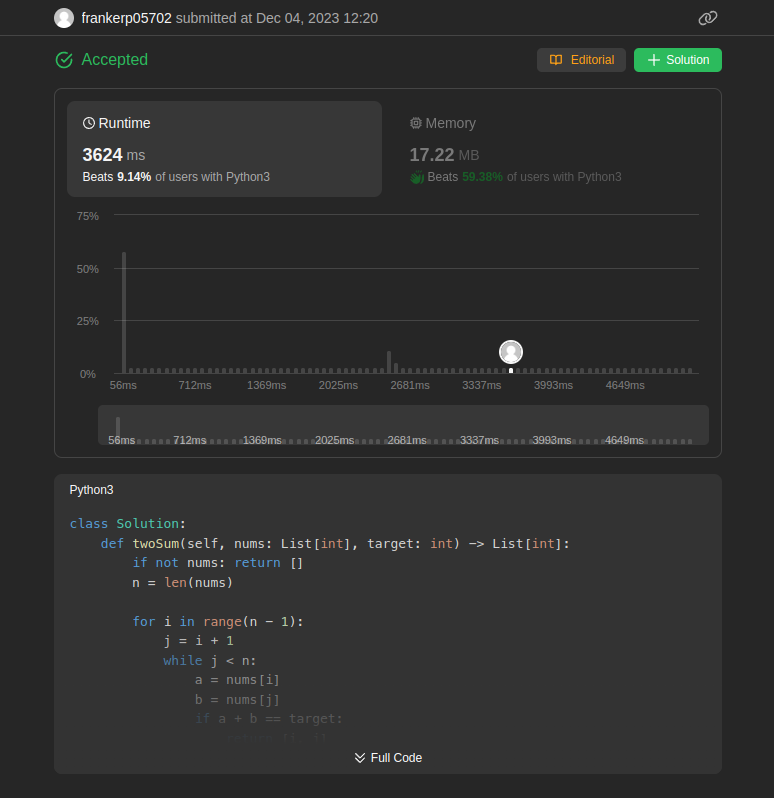 frankerp05702 submitted at Dec 04, 2023 12:20
Accepted
Editorial
Solution
Runtime
3624 ms
Beats 9.14% of users with Python3
Memory
17.22 MB
Beats 59.38% of users with Python3
75%
50%
25%
0%
56ms 712ms 1369ms 2025ms 2681ms 3337ms 3993ms 4649ms
56ms 712ms 1369ms 2025ms 2681ms 3337ms 3993ms 4649ms
Python3
class Solution:
    def twoSum(self, nums: List[int], target: int) -> List[int]:
        if not nums: return []
        n = len(nums)
        for i in range(n - 1):
            j = i + 1
            while j < n:
                a = nums[i]
                b = nums[j]
                if a + b == target:
Full Code